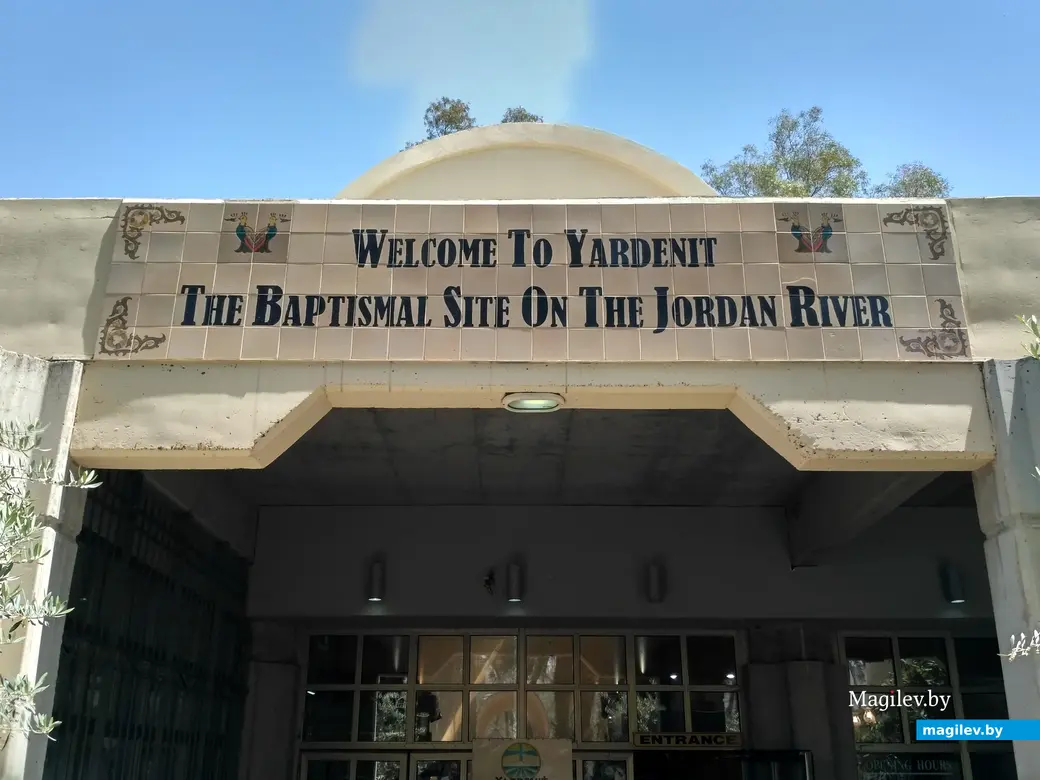 Welcome To Yardenit
The Baptismal Site On The Jordan River
Magilev.by
magilev.by
ENTRANCE
OPENING HOURS